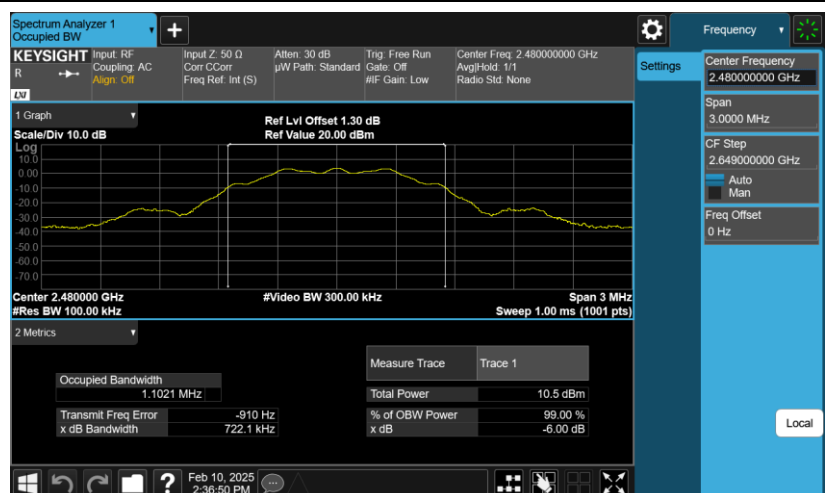 Spectrum Analyzer 1
Occupied BW
Frequency
KEYSIGHT
R
LXI
Input: RF
Coupling: AC
Align: Off
Input Z: 50 Ω
Corr CCorr
Freq Ref: Int (S)
Atten: 30 dB
µW Path: Standard
Trig: Free Run
Gate: Off
#IF Gain: Low
Center Freq: 2.480000000 GHz
Avg|Hold: 1/1
Radio Std: None
Settings
Center Frequency
2.480000000 GHz
Span
3.0000 MHz
CF Step
2.649000000 GHz
Auto
Man
Freq Offset
0 Hz
Local
1 Graph
Scale/Div 10.0 dB
Ref Lvl Offset 1.30 dB
Ref Value 20.00 dBm
Log
10.0
0.00
-10.0
-20.0
-30.0
-40.0
-50.0
-60.0
-70.0
Center 2.480000 GHz
#Video BW 300.00 kHz
Span 3 MHz
#Res BW 100.00 kHz
Sweep 1.00 ms (1001 pts)
2 Metrics
Measure Trace Trace 1
Occupied Bandwidth
1.1021 MHz
Total Power 10.5 dBm
Transmit Freq Error -910 Hz
% of OBW Power 99.00 %
x dB Bandwidth 722.1 kHz
x dB -6.00 dB
Feb 10, 2025
2:36:50 PM